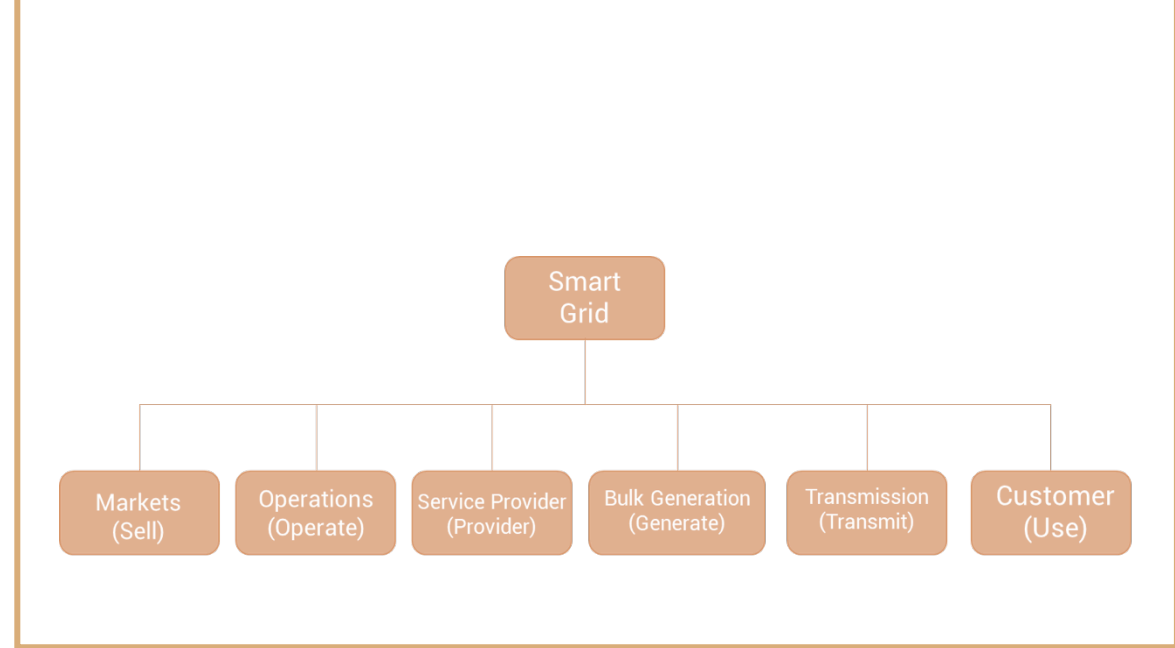 Smart
Grid
Markets
(Sell)
Operations
(Operate)
Service Provider
(Provider)
Bulk Generation
(Generate)
Transmission
(Transmit)
Customer
(Use)